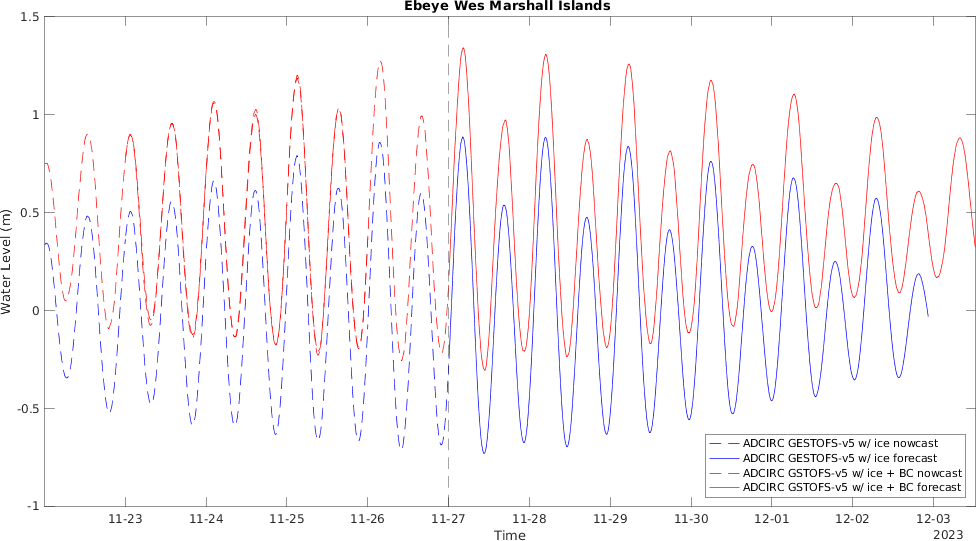 Ebeye Wes Marshall Islands
1.5
1
0.5
0
-0.5
-1
Water Level (m)
ADCIRC GESTOFS-v5 w/ ice nowcast
ADCIRC GESTOFS-v5 w/ ice forecast
ADCIRC GSTOFS-v5 w/ ice + BC nowcast
ADCIRC GSTOFS-v5 w/ ice + BC forecast
11-23 11-24 11-25 11-26 11-27 11-28 11-29 11-30 12-01 12-02 12-03
Time
2023